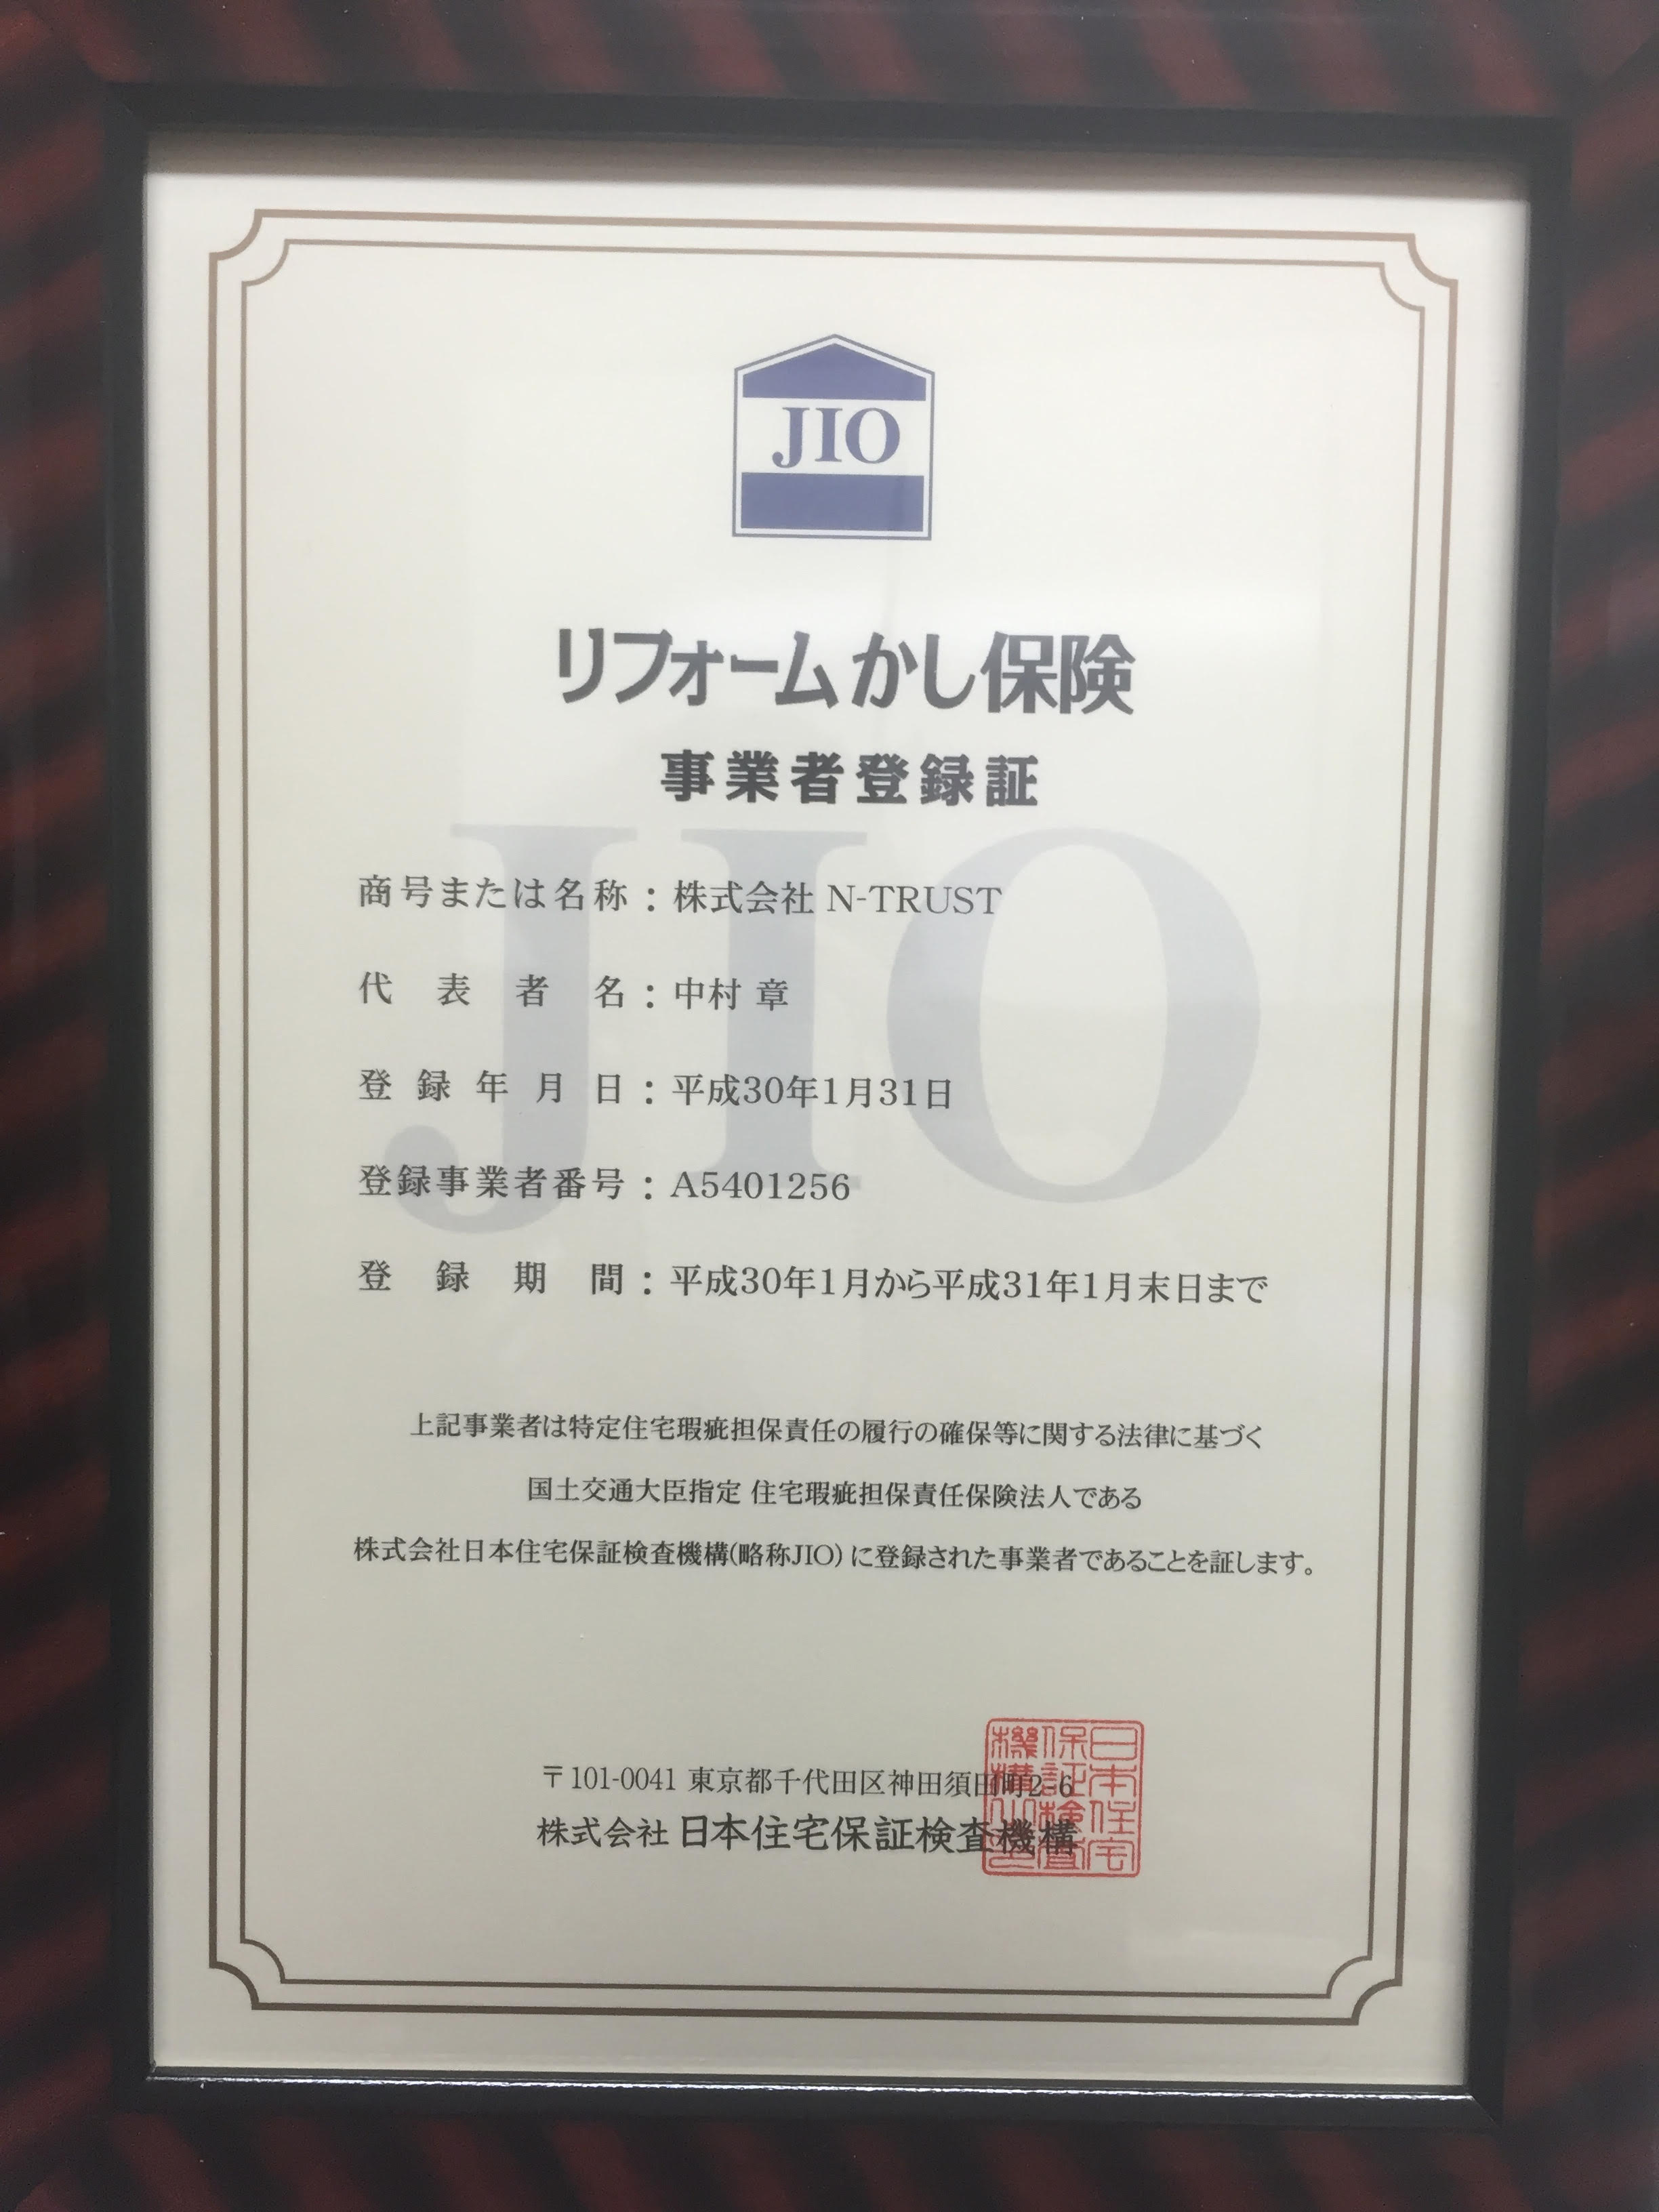 JIO
リフォームかし保険
事業者登録証
商号または名称：株式会社 N-TRUST
代表者名：中村 章
登録年月日：平成30年1月31日
登録事業者番号：A5401256
登録期間：平成30年1月から平成31年1月末日まで
上記事業者は特定住宅瑕疵担保責任の履行の確保等に関する法律に基づく
国土交通大臣指定 住宅瑕疵担保責任保険法人である
株式会社日本住宅保証検査機構(略称JIO)に登録された事業者であることを証します。
〒101-0041 東京都千代田区神田須田町2-6
株式会社 日本住宅保証検査機構
日本住宅
保証検査
機構